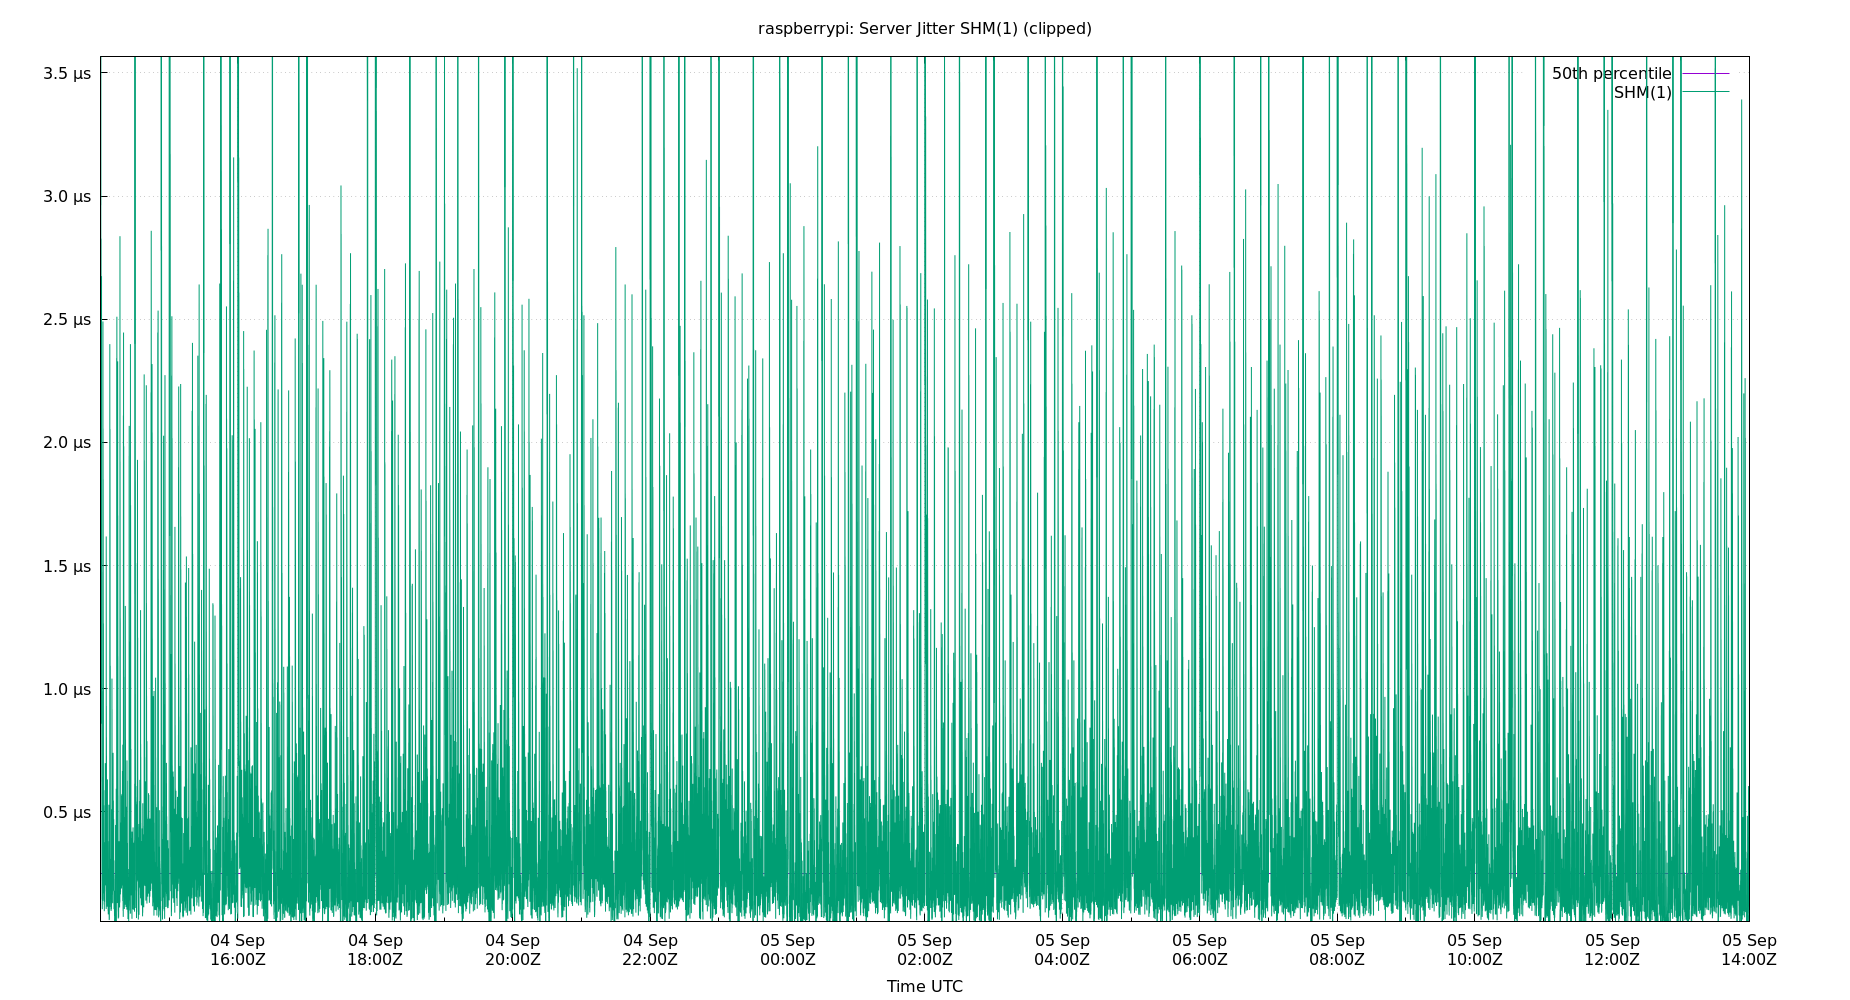 raspberrypi: Server Jitter SHM(1) (clipped)
3.5 µs
3.0 µs
2.5 µs
2.0 µs
1.5 µs
1.0 µs
0.5 µs
50th percentile
SHM(1)
04 Sep 04 Sep 04 Sep 04 Sep 05 Sep 05 Sep 05 Sep 05 Sep 05 Sep 05 Sep 05 Sep 05 Sep
16:00Z 18:00Z 20:00Z 22:00Z 00:00Z 02:00Z 04:00Z 06:00Z 08:00Z 10:00Z 12:00Z 14:00Z
Time UTC